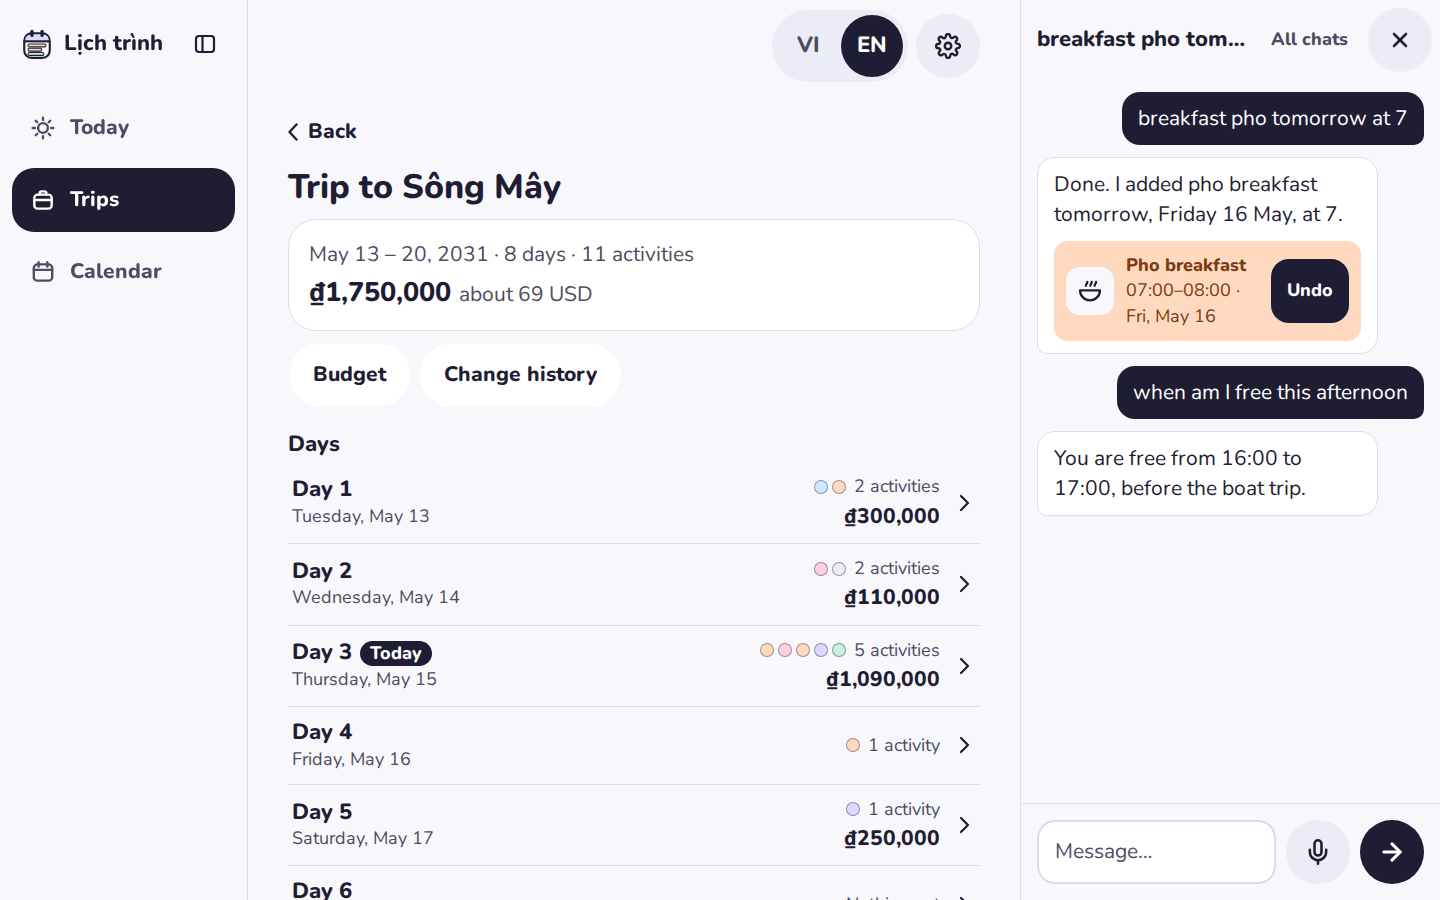 Lịch trình
Today
Trips
Calendar
VI
EN
Back
Trip to Sông Mây
May 13 – 20, 2031 · 8 days · 11 activities
₫1,750,000 about 69 USD
Budget
Change history
Days
Day 1
2 activities
Tuesday, May 13
₫300,000
Day 2
2 activities
Wednesday, May 14
₫110,000
Day 3 Today
5 activities
Thursday, May 15
₫1,090,000
Day 4
1 activity
Friday, May 16
Day 5
1 activity
Saturday, May 17
₫250,000
Day 6
breakfast pho tom...
All chats
breakfast pho tomorrow at 7
Done. I added pho breakfast
tomorrow, Friday 16 May, at 7.
Pho breakfast
07:00–08:00 ·
Fri, May 16
Undo
when am I free this afternoon
You are free from 16:00 to
17:00, before the boat trip.
Message...